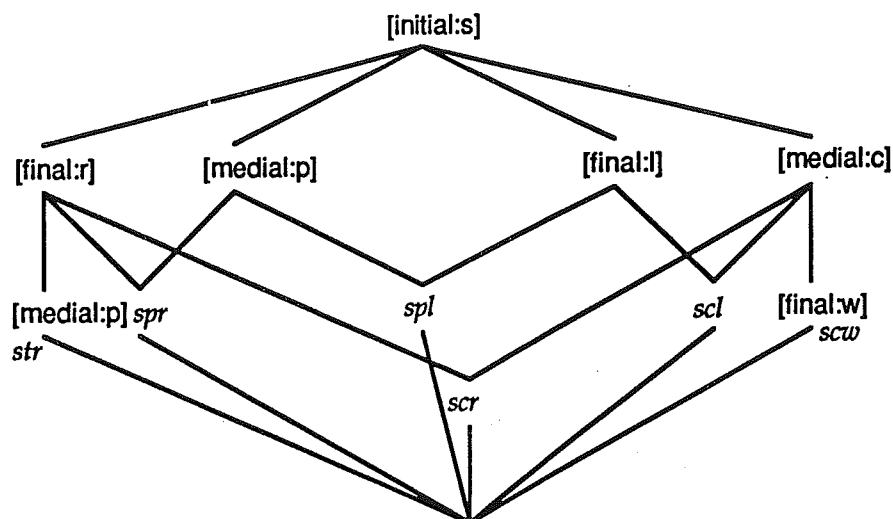 [initial:s]
[final:r]
[medial:p]
[final:l]
[medial:c]
[medial:p] spr
str
spl
scl
[final:w]
scw
scr